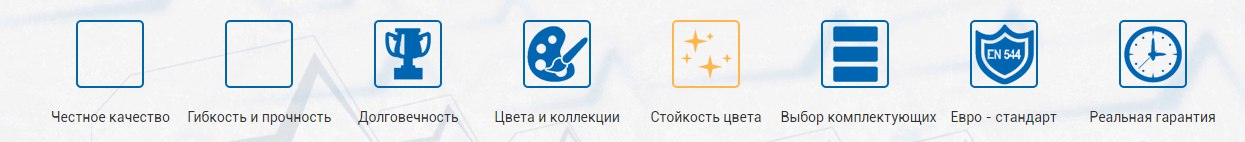 EN 544
Честное качество
Гибкость и прочность
Долговечность
Цвета и коллекции
Стойкость цвета
Выбор комплектующих
Евро - стандарт
Реальная гарантия